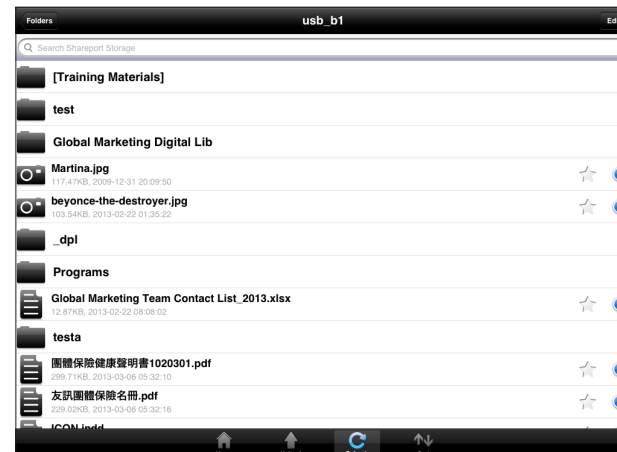 Folders
usb_b1
Search Shareport Storage
[Training Materials]
test
Global Marketing Digital Lib
Martina.jpg
117.47KB, 2009-12-31 20:09:50
beyonce-the-destroyer.jpg
103.54KB, 2013-02-22 01:35:22
_dpl
Programs
Global Marketing Team Contact List_2013.xlsx
12.87KB, 2013-02-22 08:08:02
testa
團體保險健康聲明書1020301.pdf
299.71KB, 2013-03-06 05:32:10
友訊團體保險名冊.pdf
229.02KB, 2013-03-06 05:32:16
ICON.indd